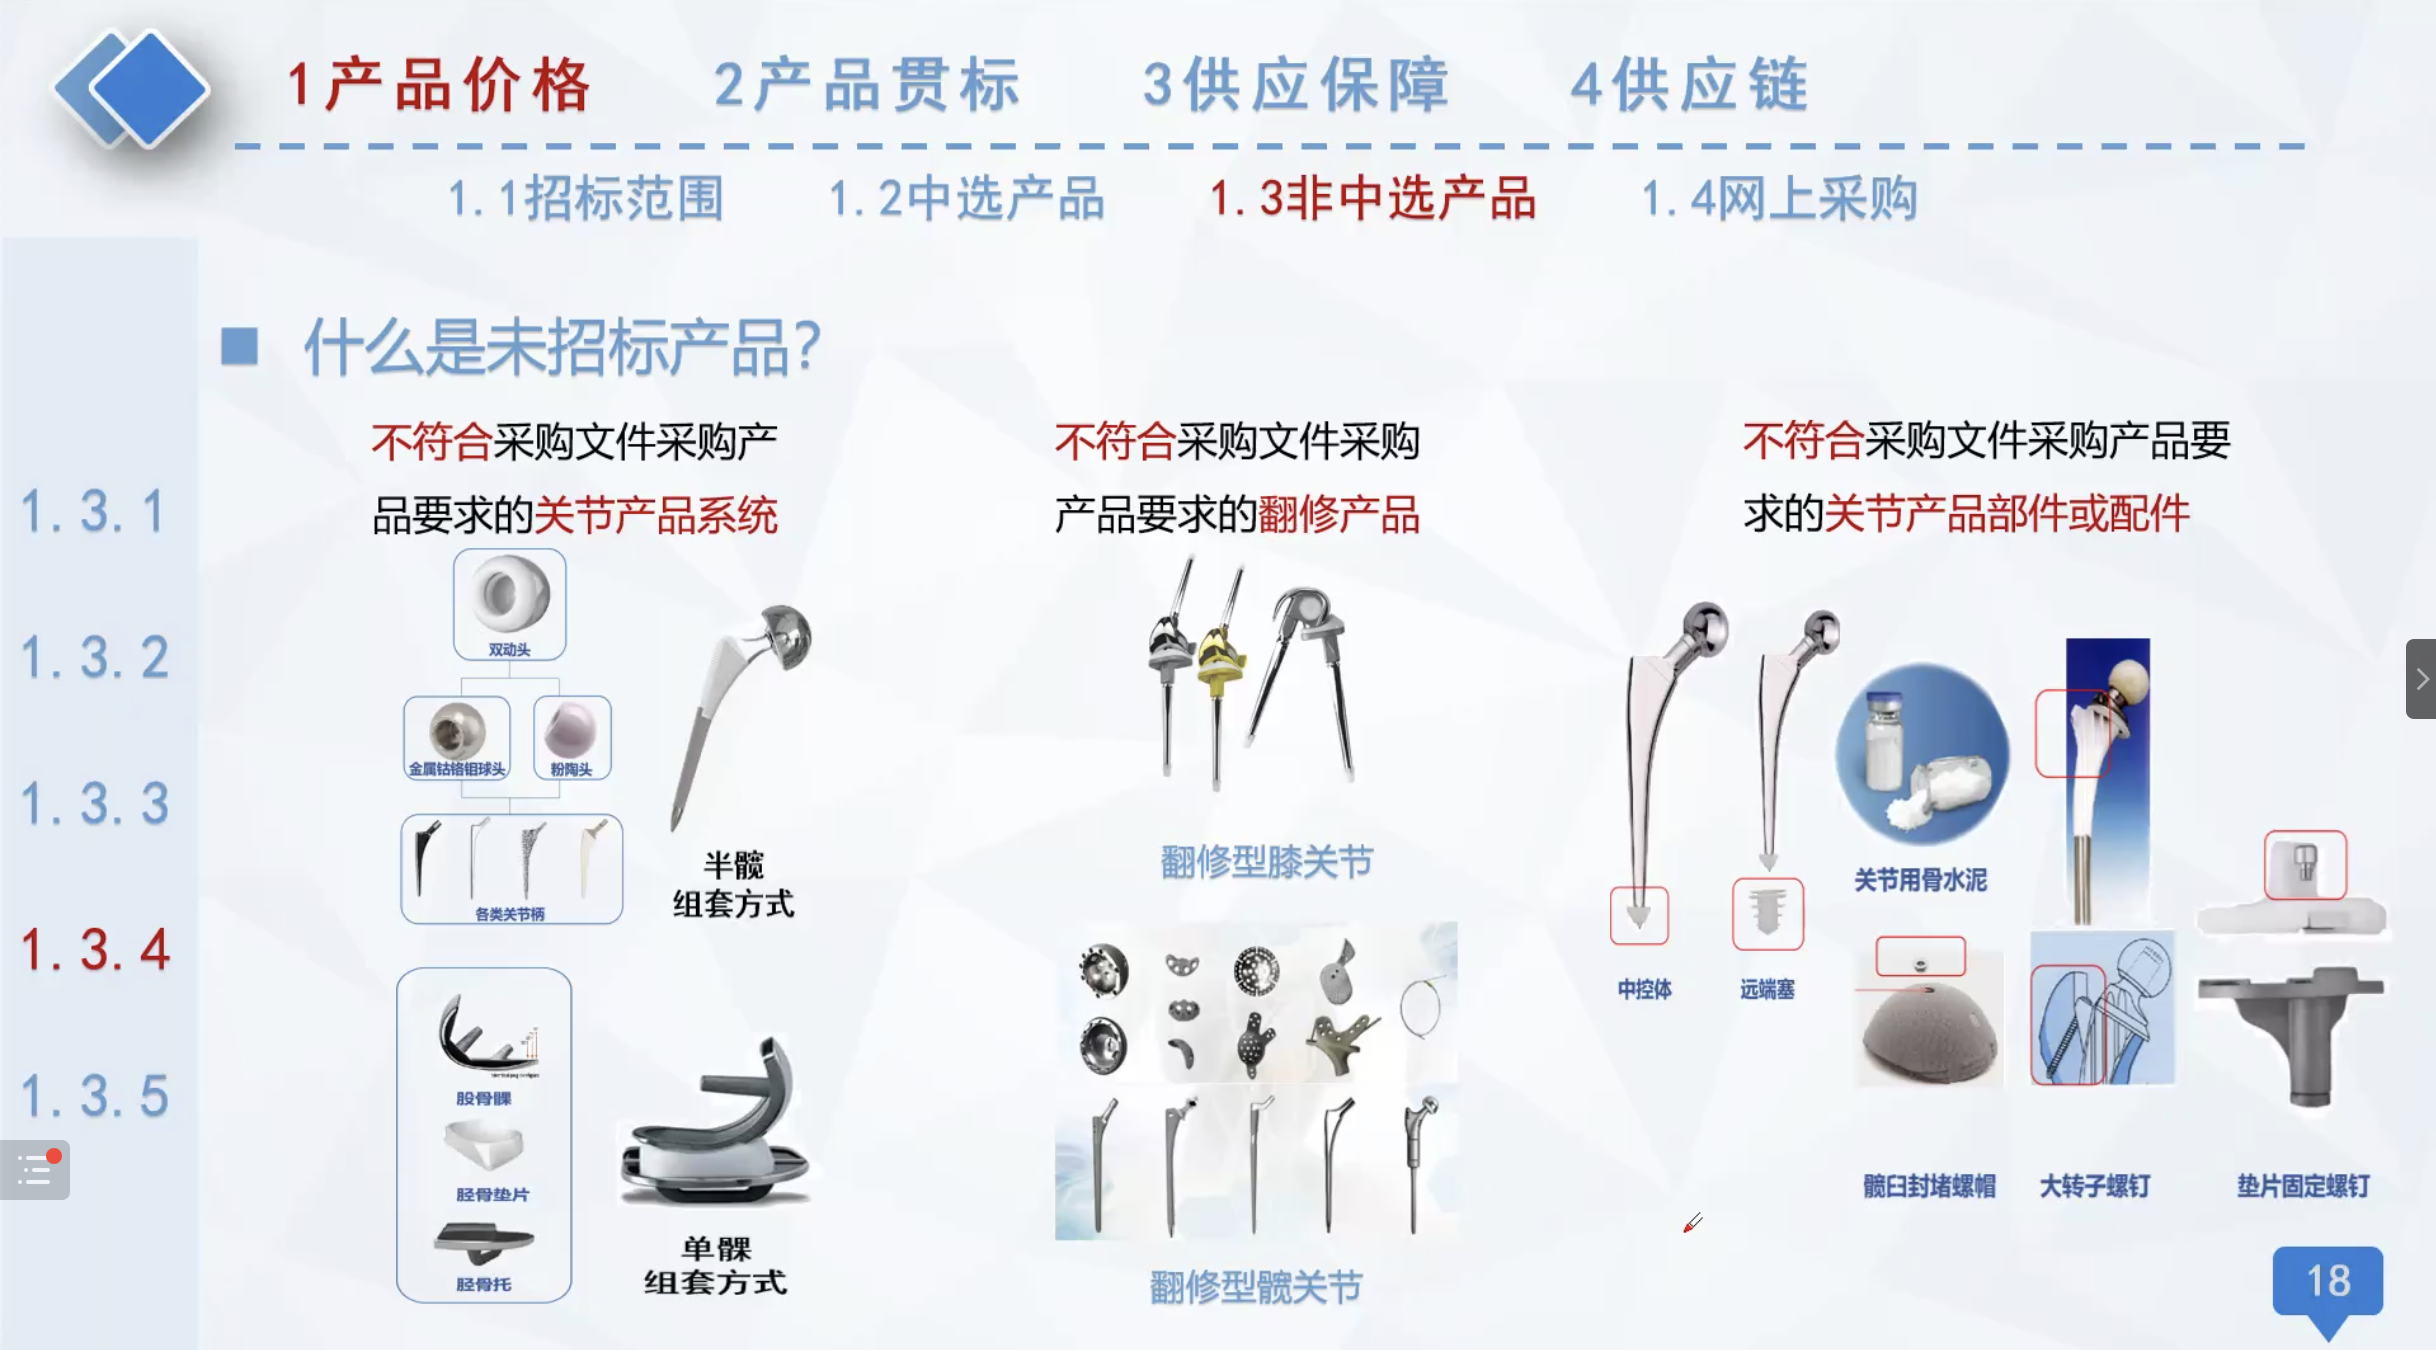 1产品价格 2产品贯标 3供应保障 4供应链
1.1招标范围 1.2中选产品 1.3非中选产品 1.4网上采购
1.3.1
1.3.2
1.3.3
1.3.4
1.3.5
什么是未招标产品？
不符合采购文件采购产
品要求的关节产品系统
双动头
金属钴铬钼球头
粉陶头
各类关节柄
半髋
组套方式
股骨髁
胫骨垫片
胫骨托
单髁
组套方式
不符合采购文件采购
产品要求的翻修产品
翻修型膝关节
翻修型髋关节
不符合采购文件采购产品要
求的关节产品部件或配件
中控体
远端塞
关节用骨水泥
髋臼封堵螺帽
大转子螺钉
垫片固定螺钉
18